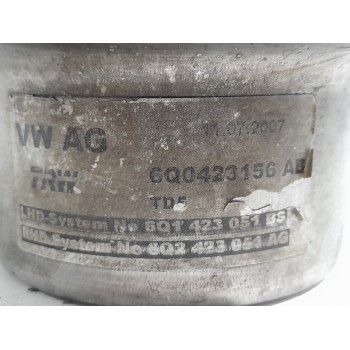 VW AG 11.07.2007
TRW 6Q0423156 AB
TD5
LHD-System No 6Q1 423 051 BS
RHD-System No 6Q2 423 051 AG